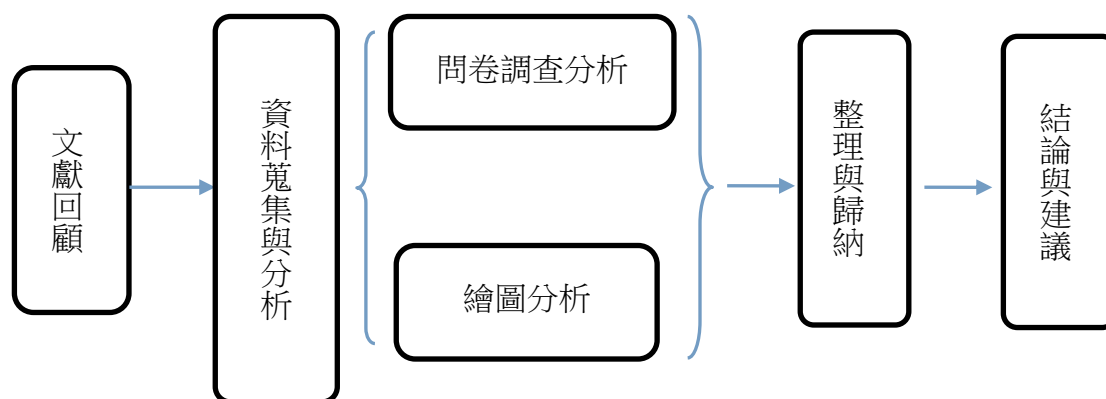 文獻回顧
資料蒐集與分析
問卷調查分析
繪圖分析
整理與歸納
結論與建議